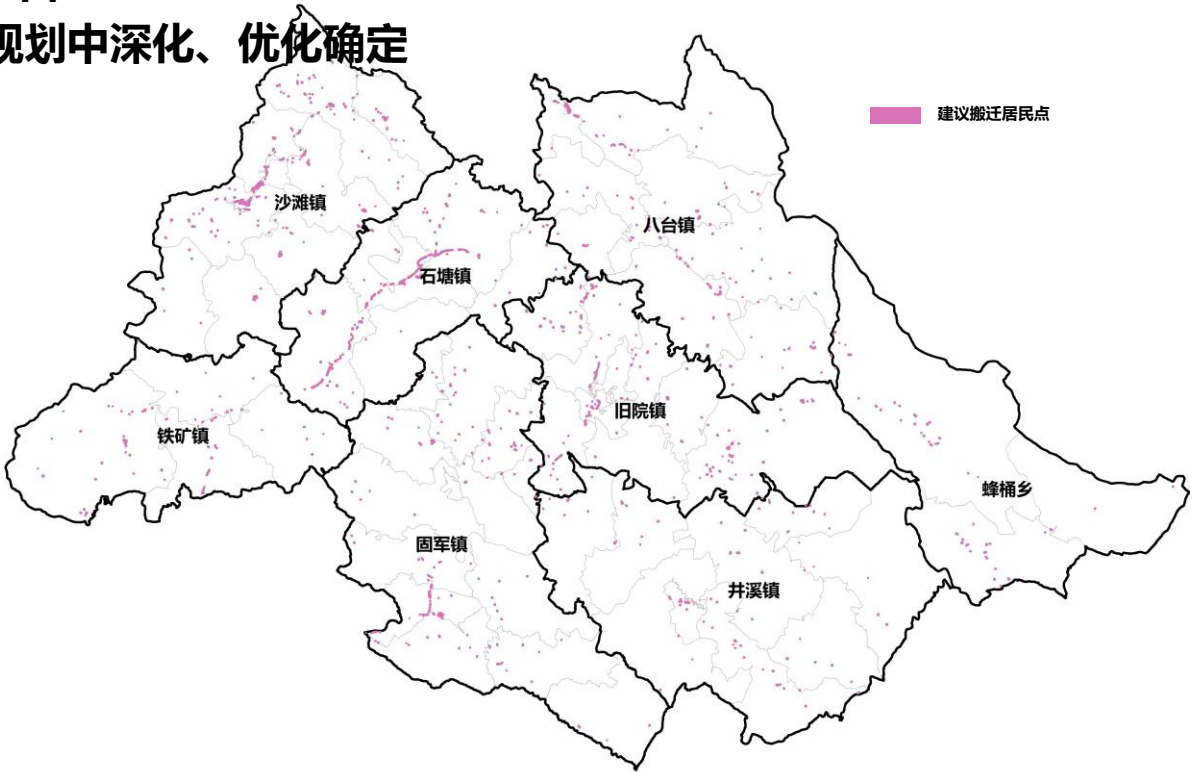 规划中深化、优化确定
建议搬迁居民点
沙滩镇
八台镇
石塘镇
旧院镇
铁矿镇
蜂桶乡
固军镇
井溪镇